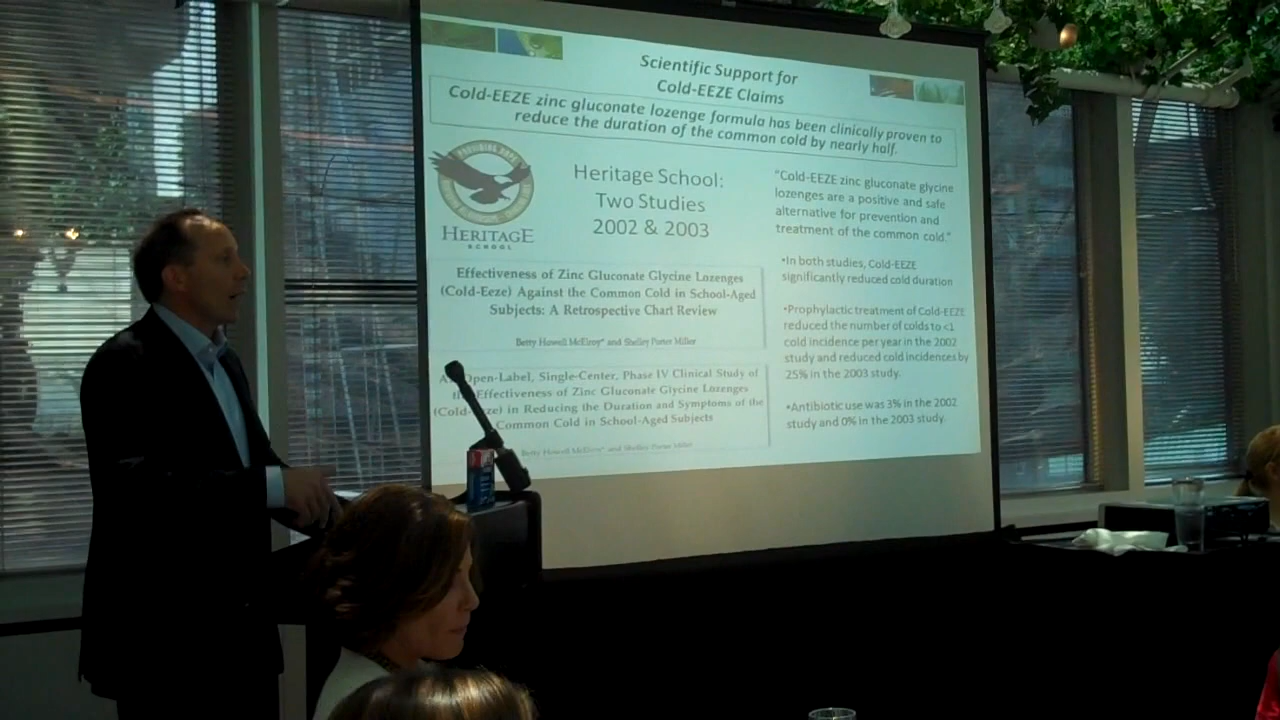 Scientific Support for
Cold-EEZE Claims
Cold-EEZE zinc gluconate lozenge formula has been clinically proven to
reduce the duration of the common cold by nearly half.
HERITAGE
SCHOOL
Heritage School:
Two Studies
2002 & 2003
Effectiveness of Zinc Gluconate Glycine Lozenges
(Cold-Eeze) Against the Common Cold in School-Aged
Subjects: A Retrospective Chart Review
Betty Howell McElroy* and Shelley Porter Miller
Open-Label, Single-Center, Phase IV Clinical Study of
Effectiveness of Zinc Gluconate Glycine Lozenges
in Reducing the Duration and Symptoms of the
Common Cold in School-Aged Subjects
Betty Howell McElroy* and Shelley Porter Miller
"Cold-EEZE zinc gluconate glycine
lozenges are a positive and safe
alternative for prevention and
treatment of the common cold."
•In both studies, Cold-EEZE
significantly reduced cold duration
•Prophylactic treatment of Cold-EEZE
reduced the number of colds to <1
cold incidence per year in the 2002
study and reduced cold incidences by
25% in the 2003 study.
•Antibiotic use was 3% in the 2002
study and 0% in the 2003 study.